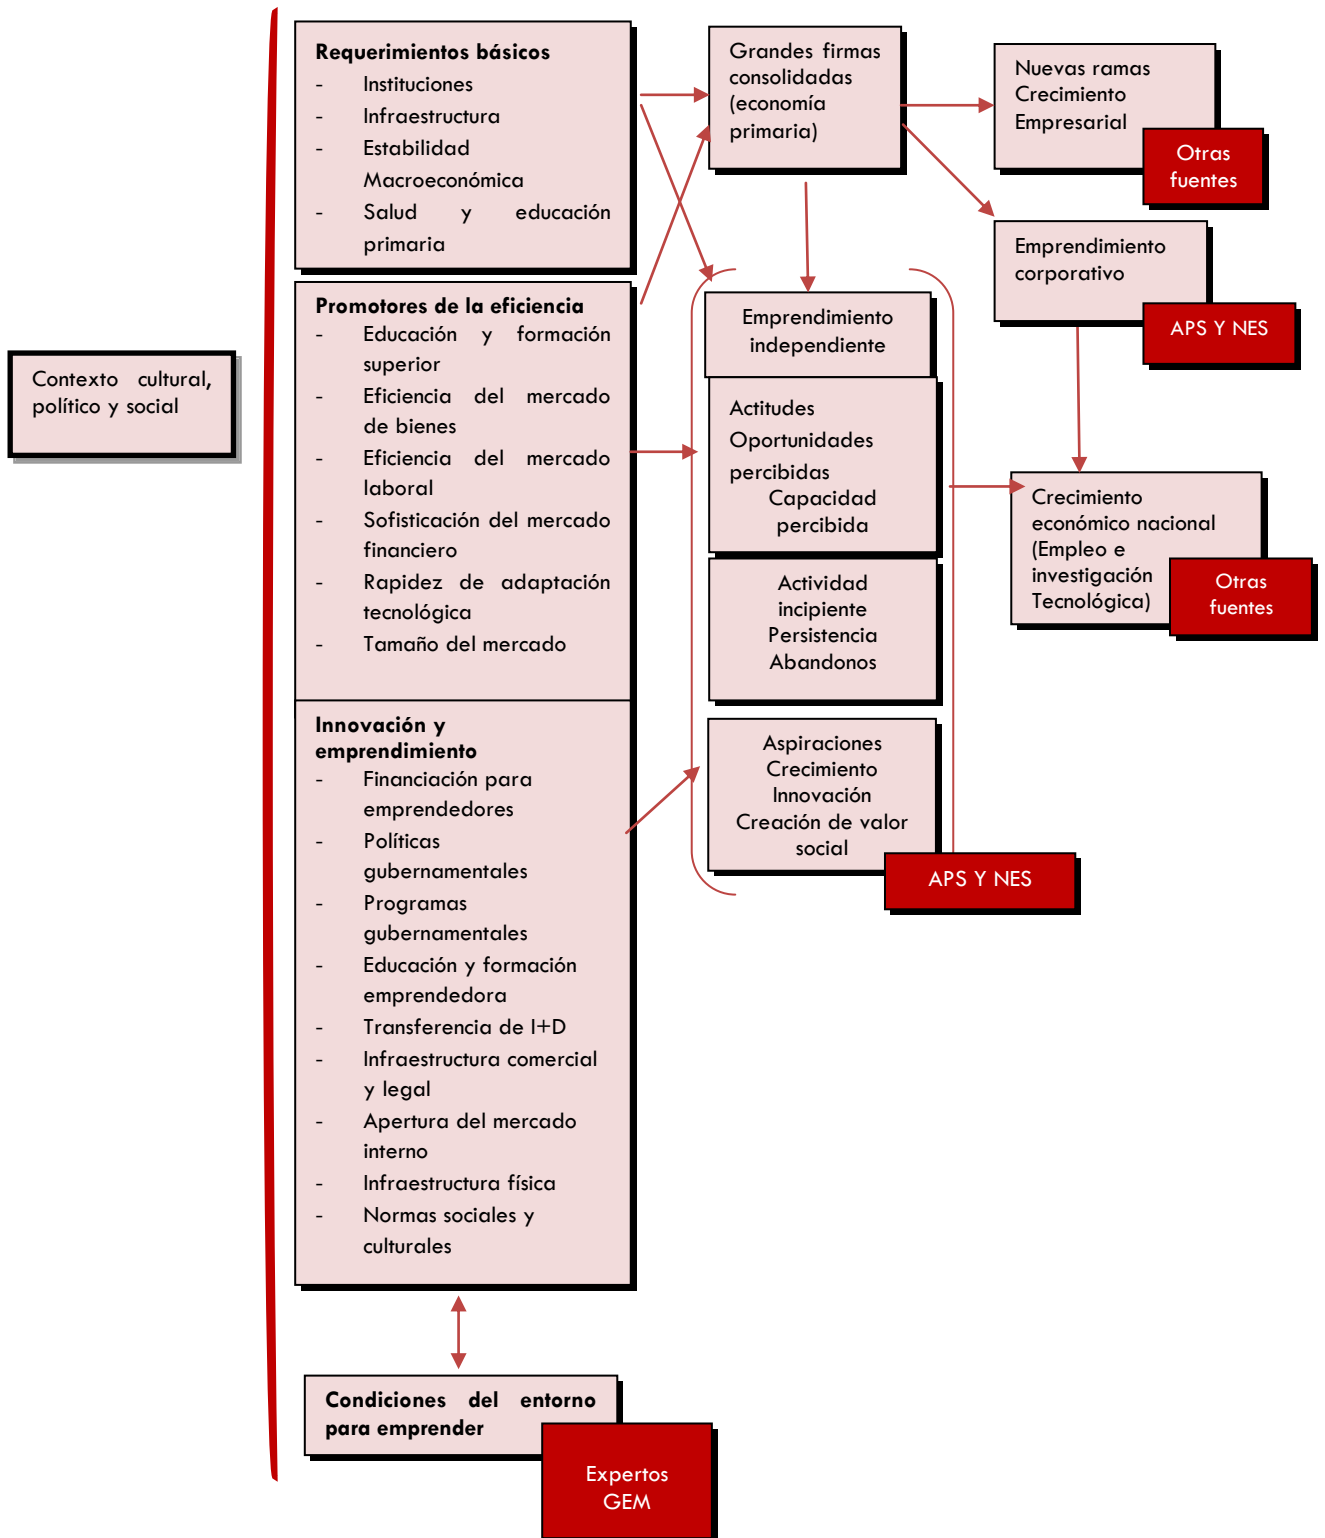 Contexto cultural,
político y social
Requerimientos básicos
- Instituciones
- Infraestructura
- Estabilidad
Macroeconómica
- Salud y educación
primaria
Promotores de la eficiencia
- Educación y formación
superior
- Eficiencia del mercado
de bienes
- Eficiencia del mercado
laboral
- Sofisticación del mercado
financiero
- Rapidez de adaptación
tecnológica
- Tamaño del mercado
Innovación y
emprendimiento
- Financiación para
emprendedores
- Políticas
gubernamentales
- Programas
gubernamentales
- Educación y formación
emprendedora
- Transferencia de I+D
- Infraestructura comercial
y legal
- Apertura del mercado
interno
- Infraestructura física
- Normas sociales y
culturales
Condiciones del entorno
para emprender
Expertos
GEM
Grandes firmas
consolidadas
(economía
primaria)
Emprendimiento
independiente
Actitudes
Oportunidades
percibidas
Capacidad
percibida
Actividad
incipiente
Persistencia
Abandonos
Aspiraciones
Crecimiento
Innovación
Creación de valor
social
APS Y NES
Nuevas ramas
Crecimiento
Empresarial
Otras
fuentes
Emprendimiento
corporativo
APS Y NES
Crecimiento
económico nacional
(Empleo e
investigación
Tecnológica)
Otras
fuentes